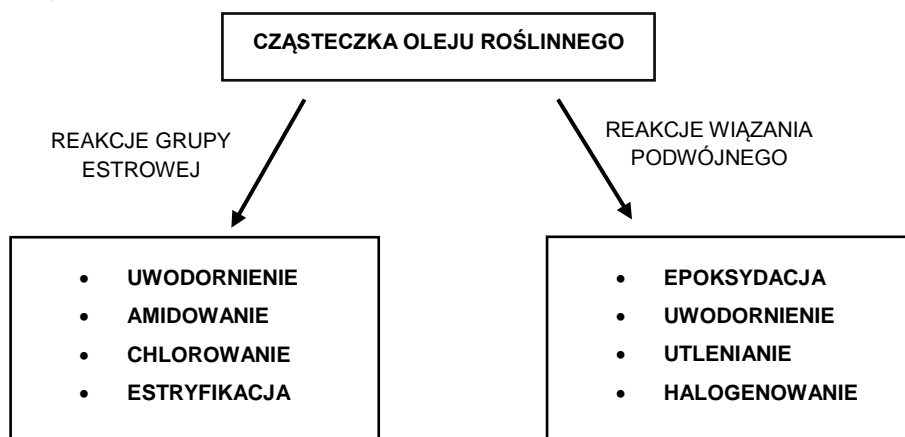 CZĄSTECZKA OLEJU ROŚLINNEGO
REAKCJE GRUPY
ESTROWEJ
REAKCJE WIĄZANIA
PODWÓJNEGO
• UWODORNIENIE
• AMIDOWANIE
• CHLOROWANIE
• ESTRYFIKACJA
• EPOKSYDACJA
• UWODORNIENIE
• UTLENIANIE
• HALOGENOWANIE